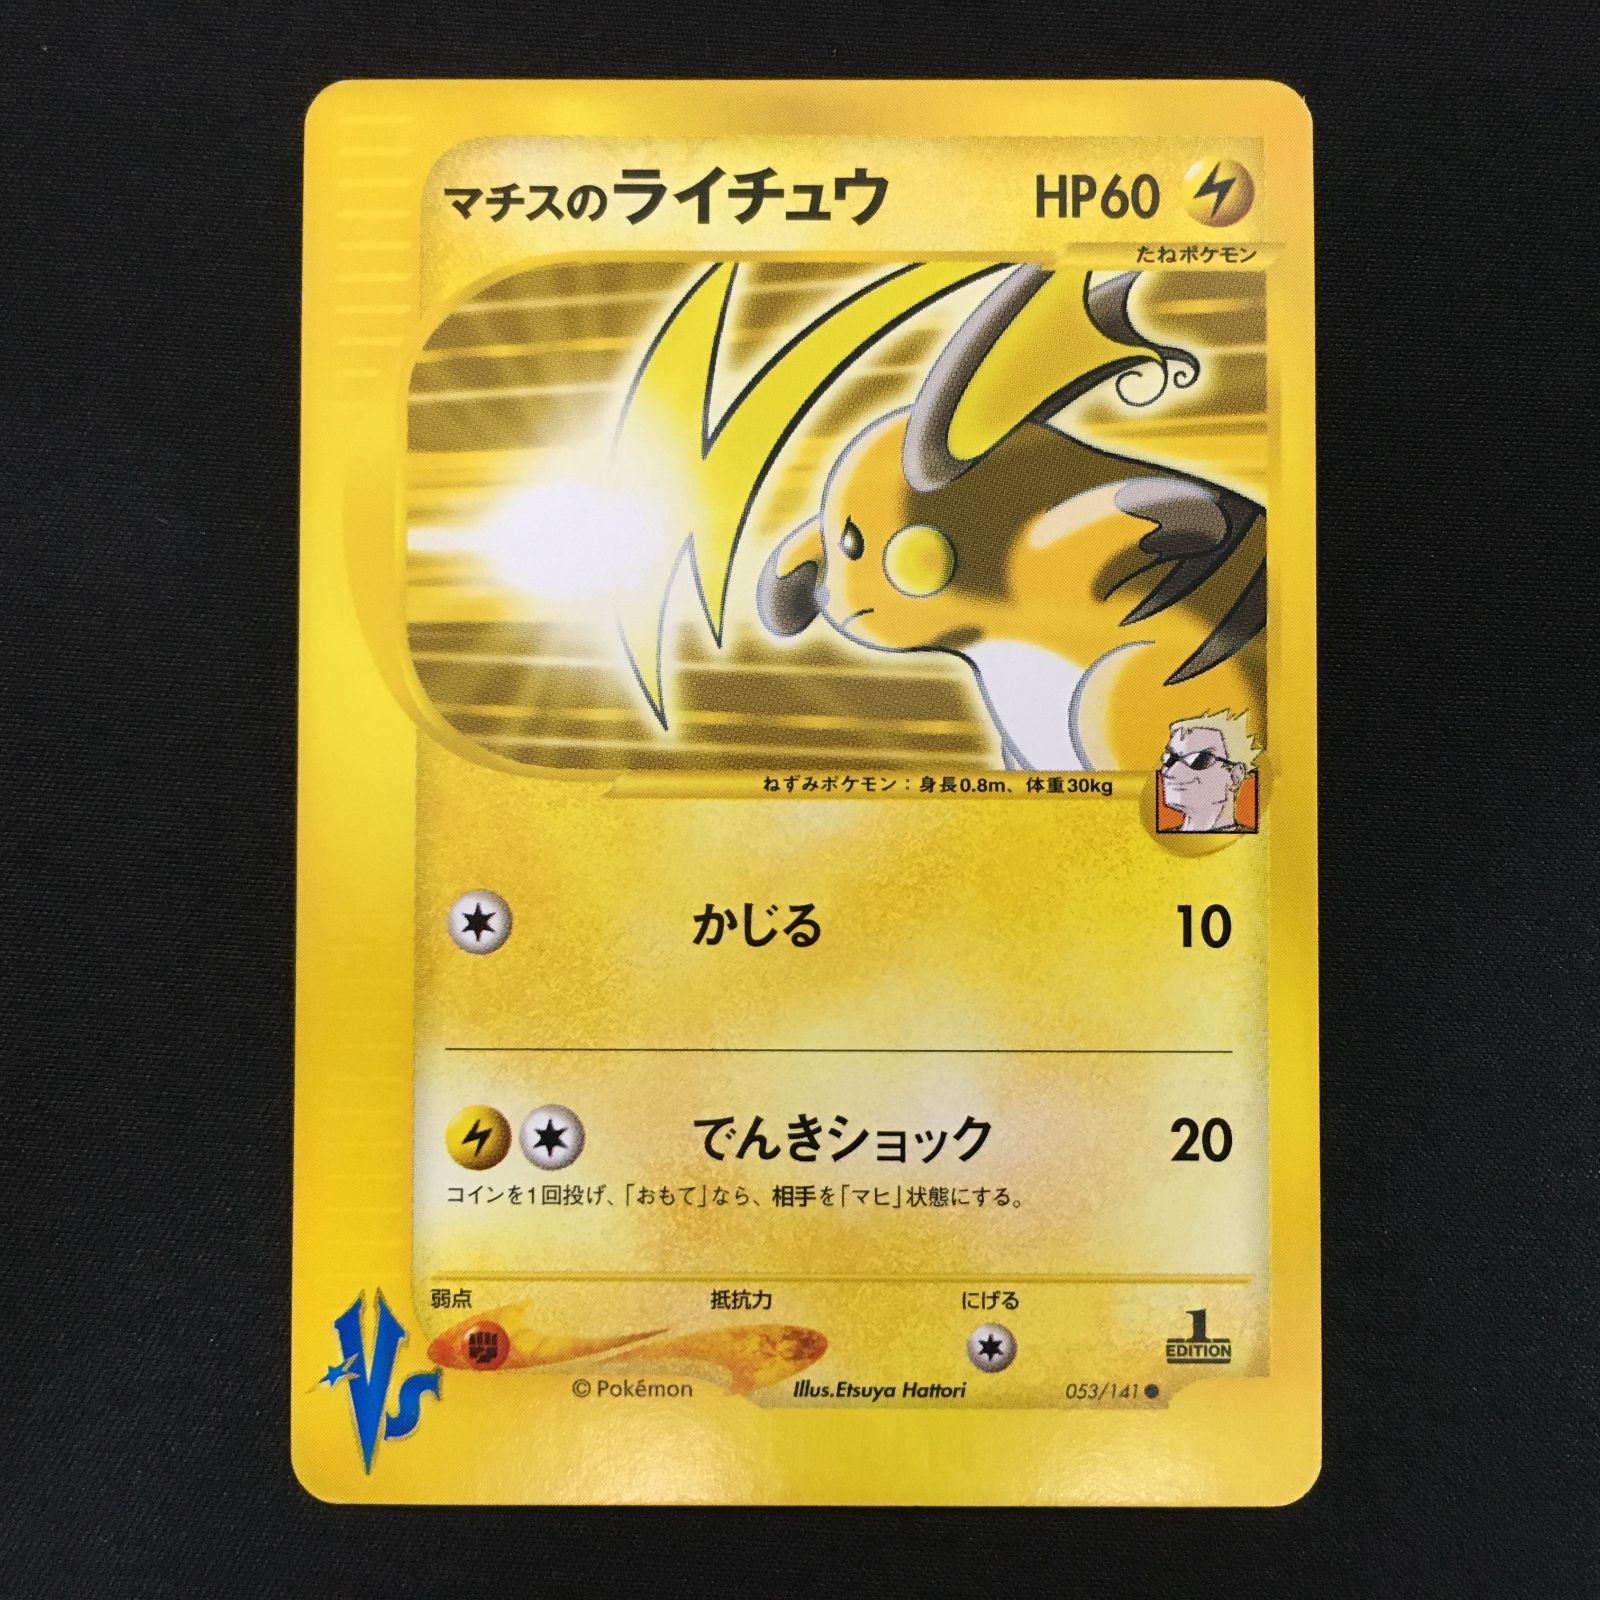 マチスのライチュウ HP60
たねポケモン
ねずみポケモン：身長0.8m、体重30kg
かじる 10
でんきショック 20
コインを1回投げ、「おもて」なら、相手を「マヒ」状態にする。
弱点 抵抗力 にげる
1
EDITION
Vs
©Pokémon Illus.Etsuya Hattori 053/141 ●